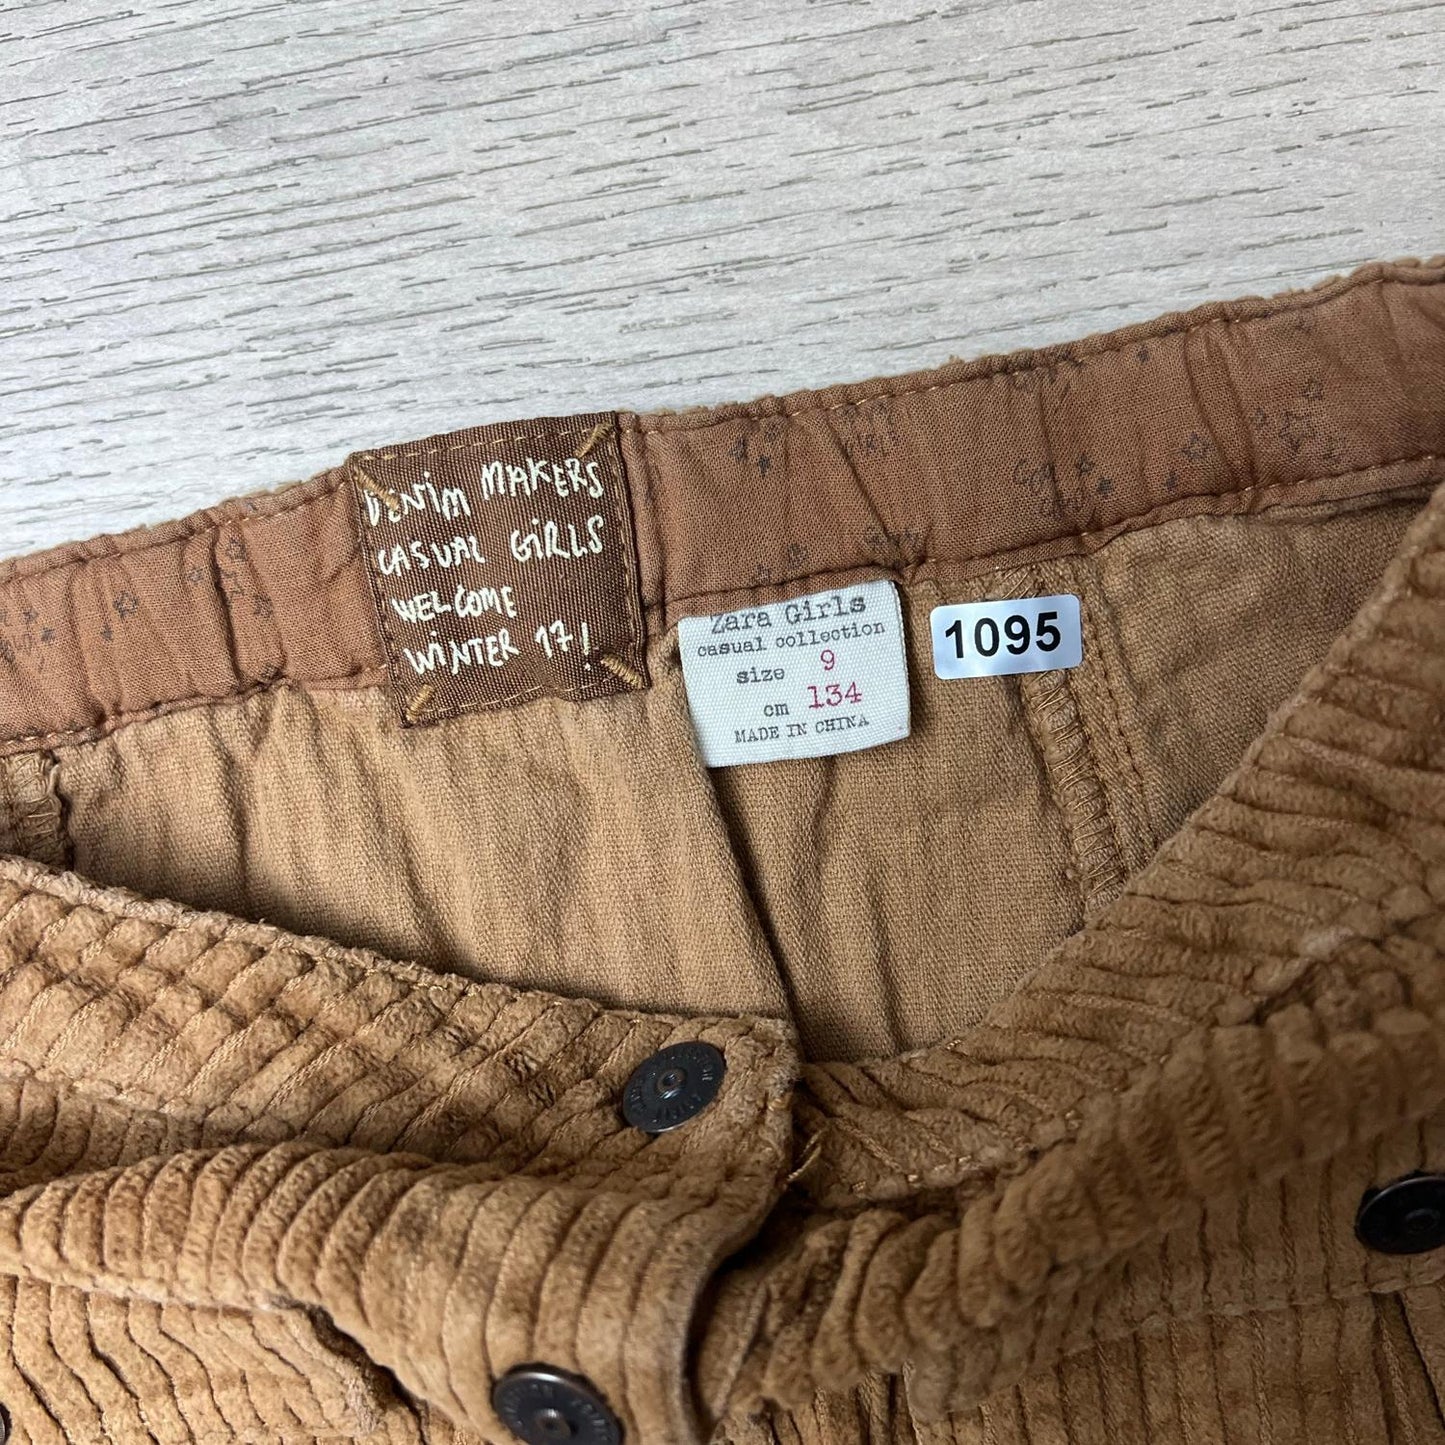 DENIM MAKERS
CASUAL GIRLS
WELCOME
WINTER 17!
Zara Girls
casual collection
size 9
cm 134
MADE IN CHINA
1095